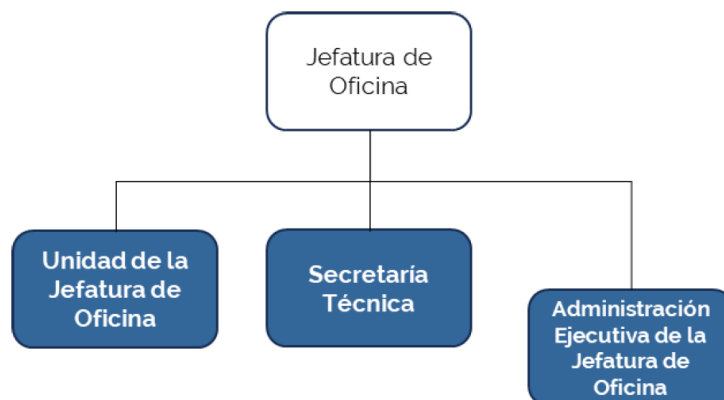 Jefatura de
Oficina
Unidad de la
Jefatura de
Oficina
Secretaría
Técnica
Administración
Ejecutiva de la
Jefatura de
Oficina